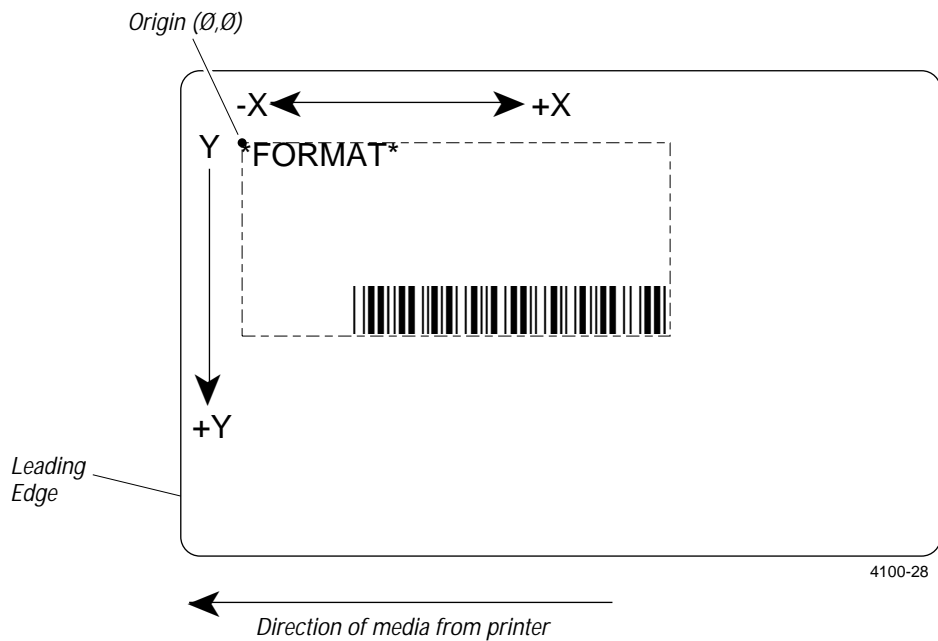 Origin (Ø,Ø)
-X +X
Y
*FORMAT*
+Y
Leading
Edge
4100-28
Direction of media from printer